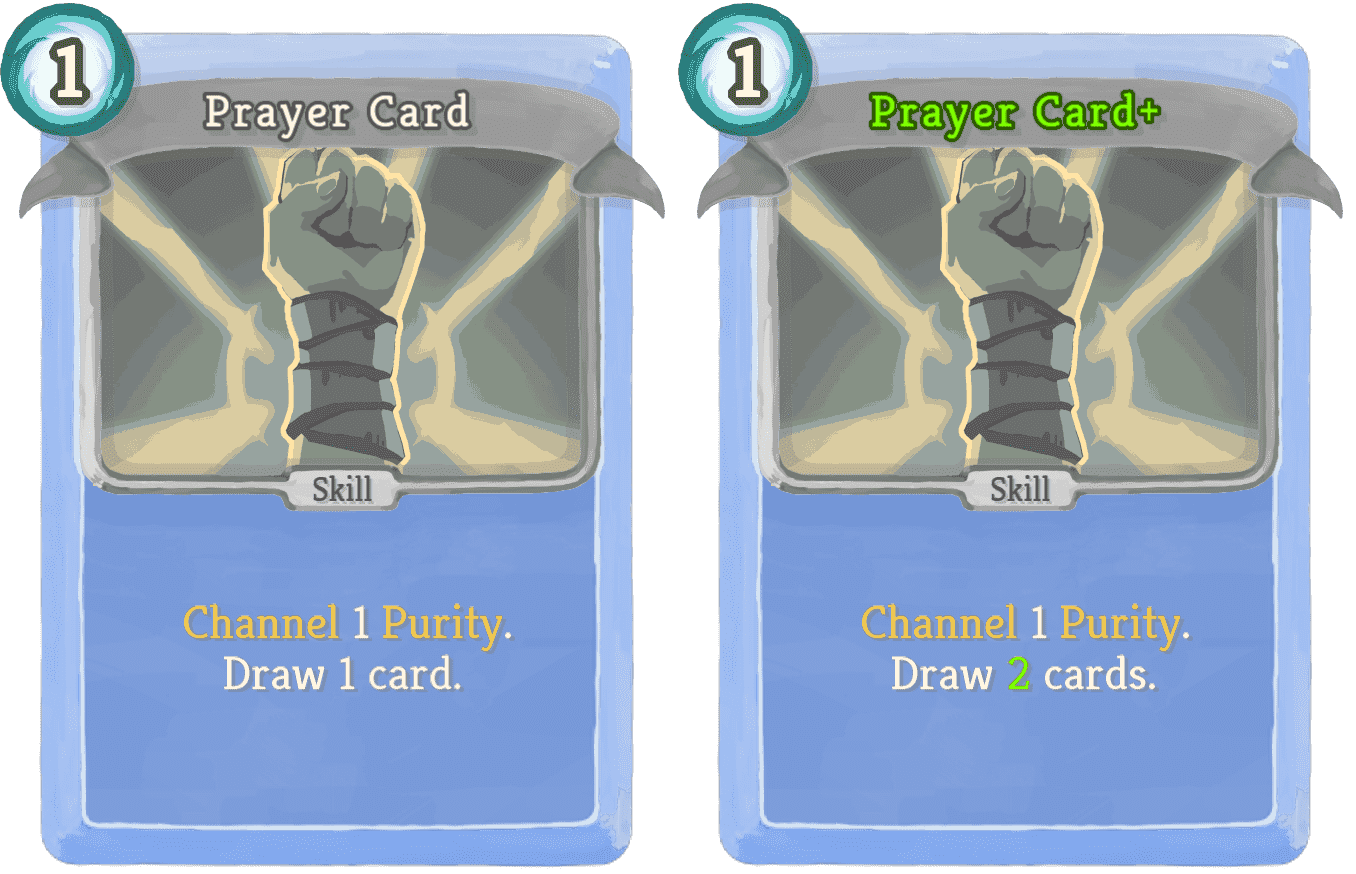 1
Prayer Card
Skill
Channel 1 Purity.
Draw 1 card.
1
Prayer Card+
Skill
Channel 1 Purity.
Draw 2 cards.